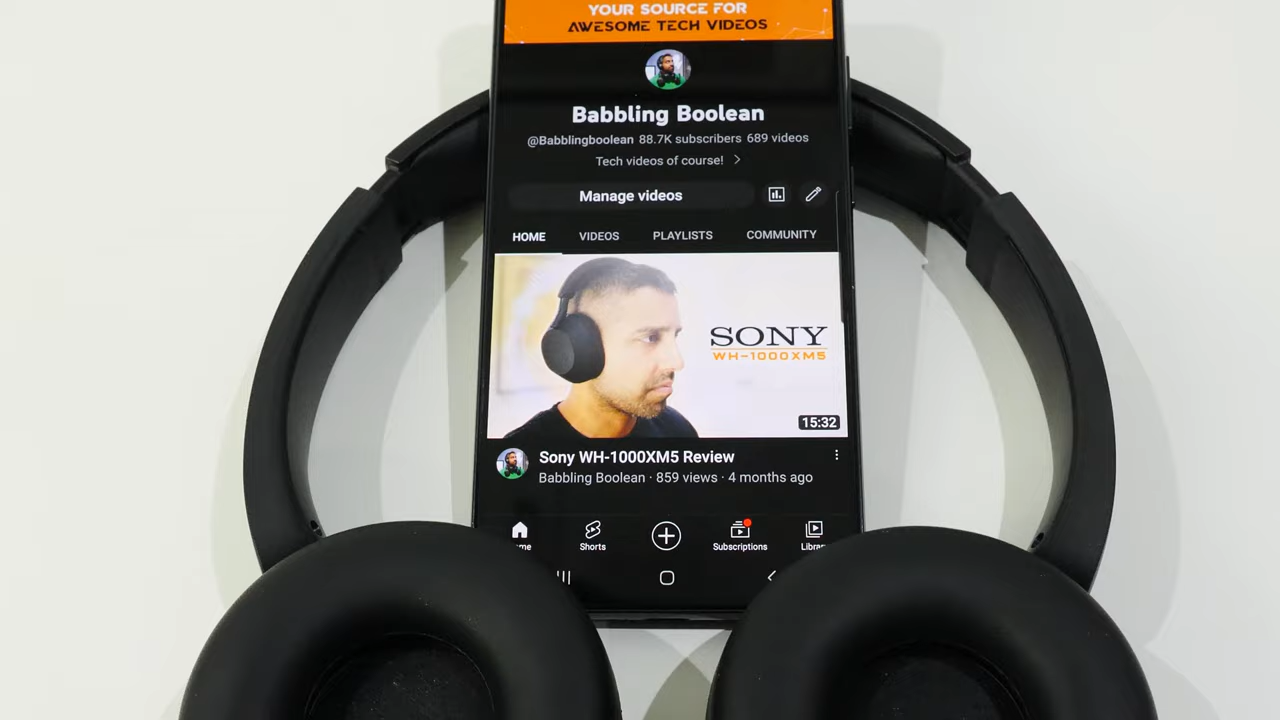 YOUR SOURCE FOR
AWESOME TECH VIDEOS
Babbling Boolean
@Babblingboolean 88.7K subscribers 689 videos
Tech videos of course!
Manage videos
HOME VIDEOS PLAYLISTS COMMUNITY
SONY
WH-1000XM5
15:32
Sony WH-1000XM5 Review
Babbling Boolean · 859 views · 4 months ago
Shorts Subscriptions